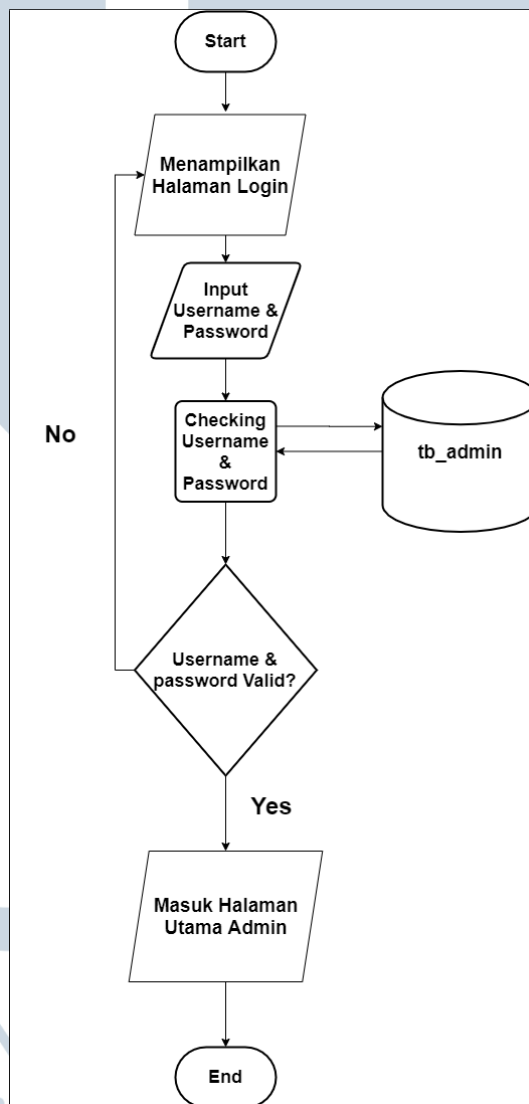 Start
Menampilkan
Halaman Login
Input
Username &
Password
Checking
Username
&
Password
tb_admin
No
Username &
password Valid?
Yes
Masuk Halaman
Utama Admin
End